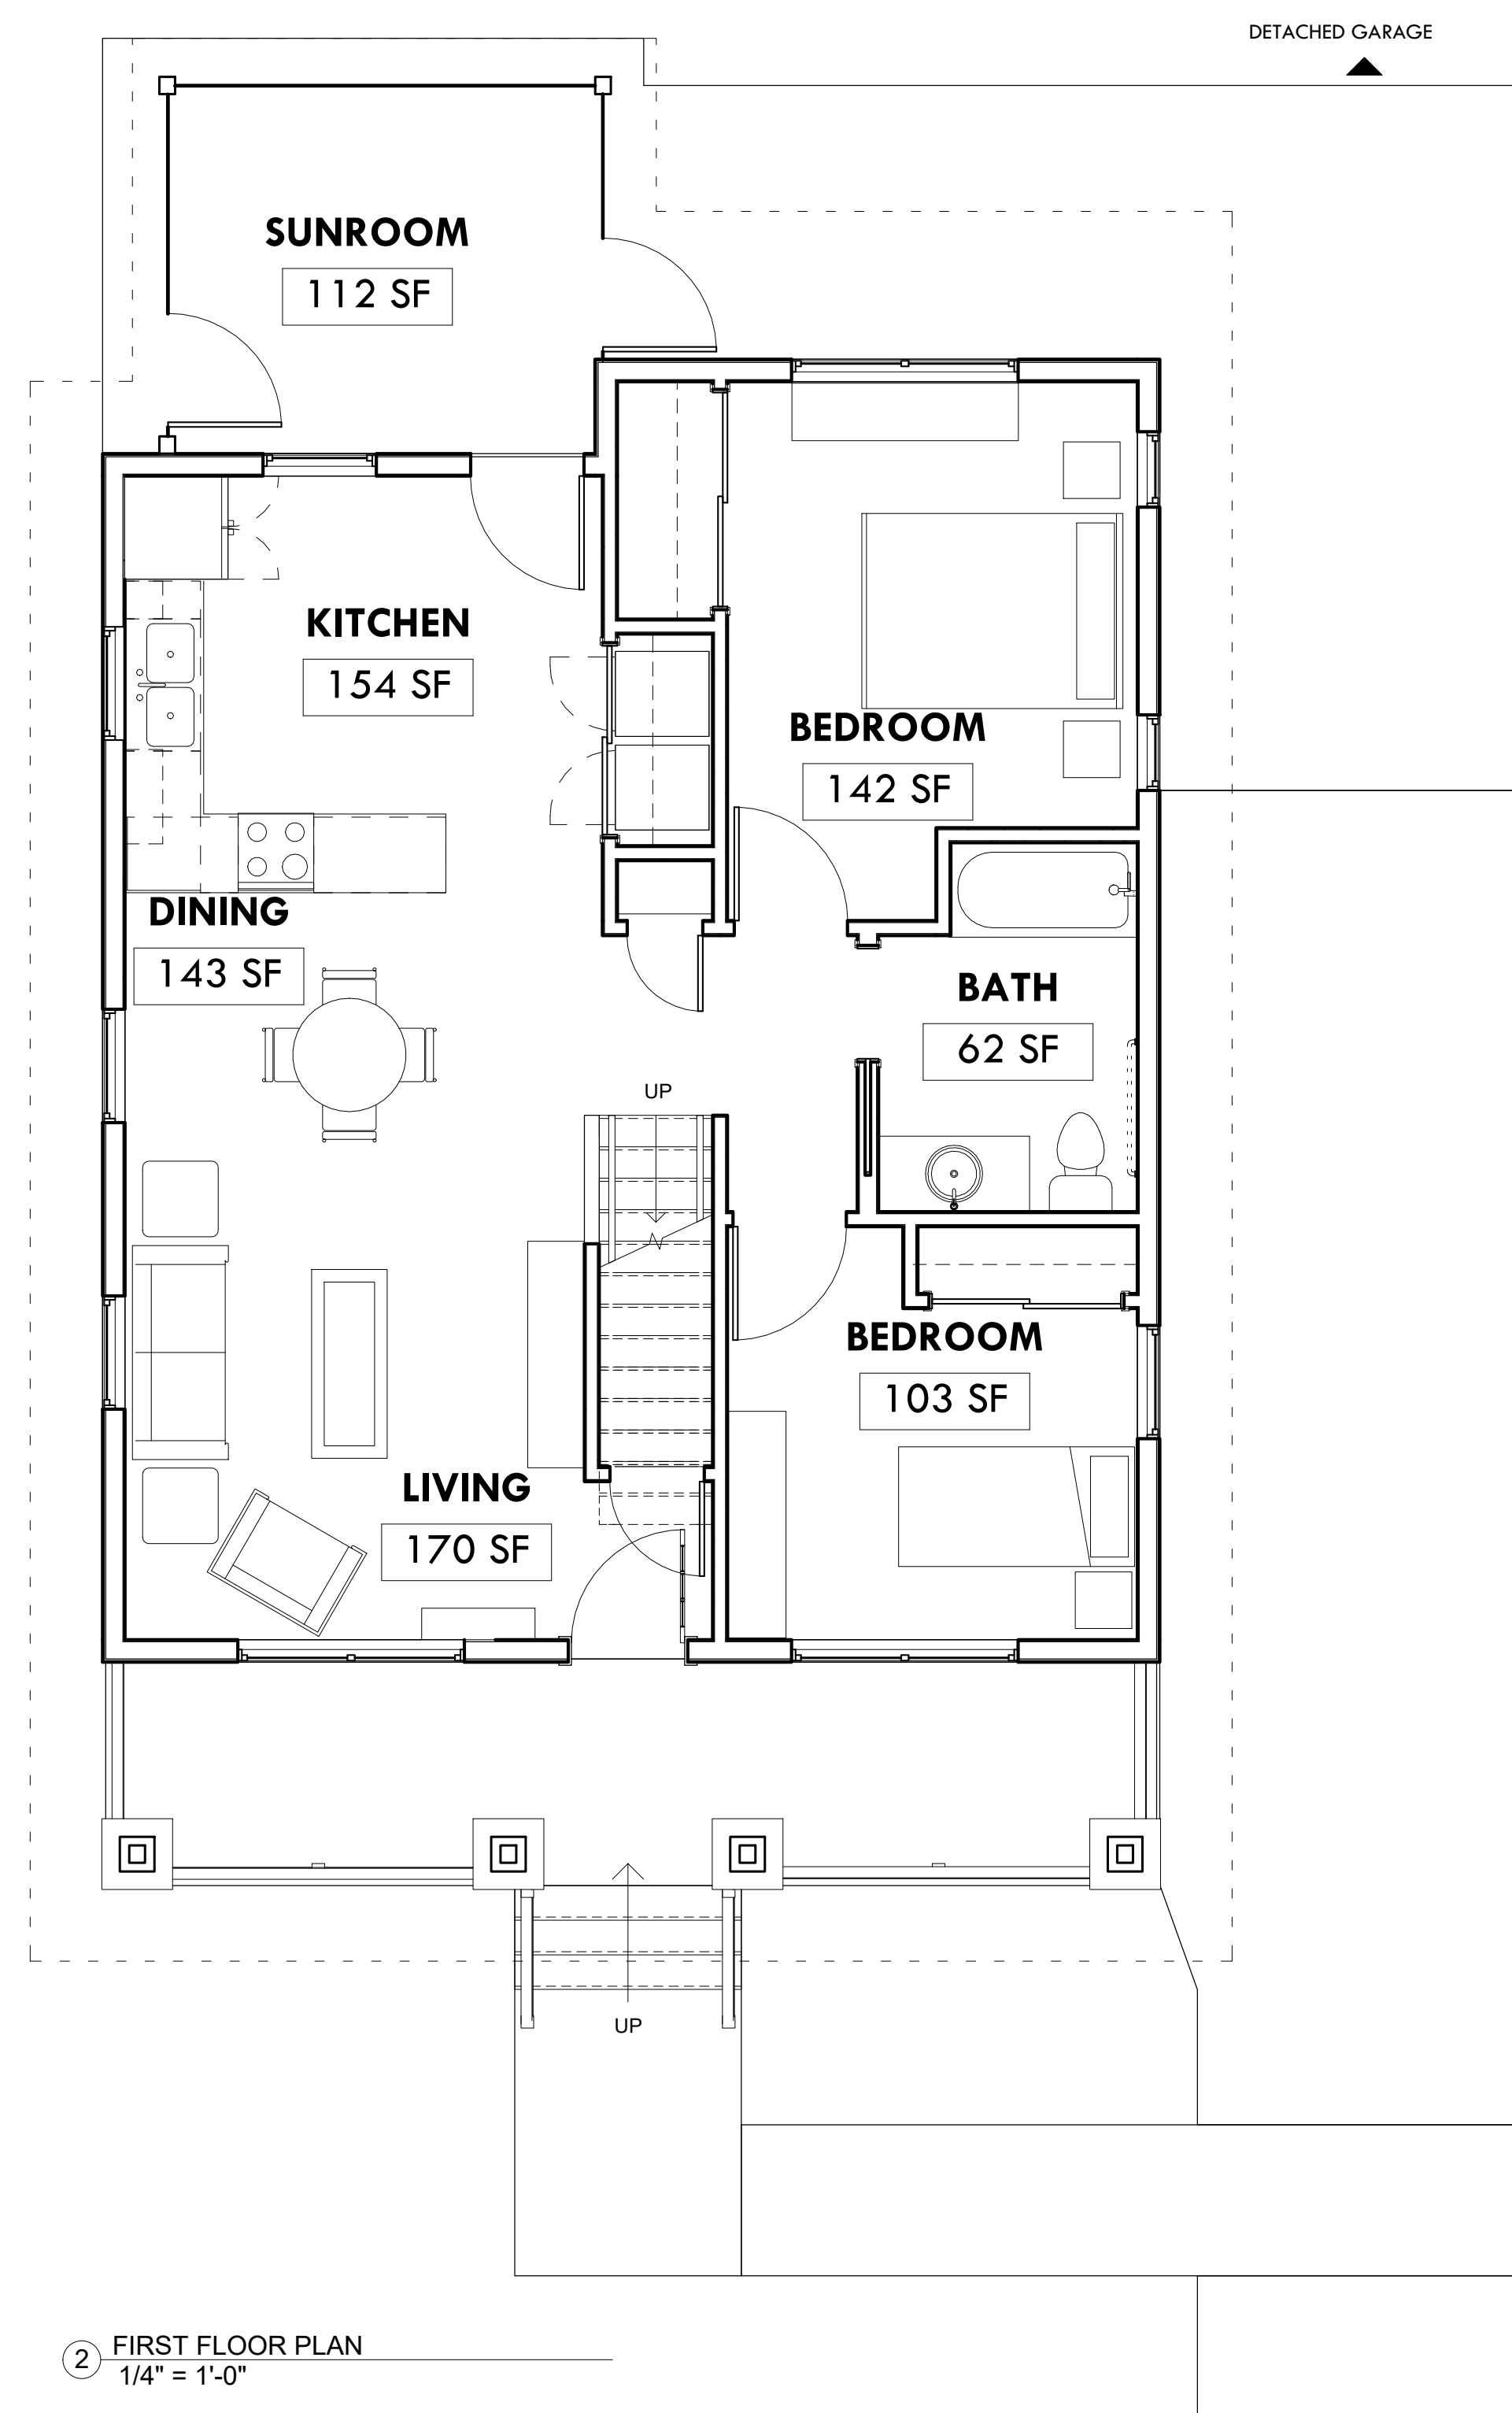 DETACHED GARAGE
SUNROOM
112 SF
KITCHEN
154 SF
BEDROOM
142 SF
DINING
143 SF
BATH
62 SF
UP
BEDROOM
103 SF
LIVING
170 SF
UP
2
FIRST FLOOR PLAN
1/4" = 1'-0"